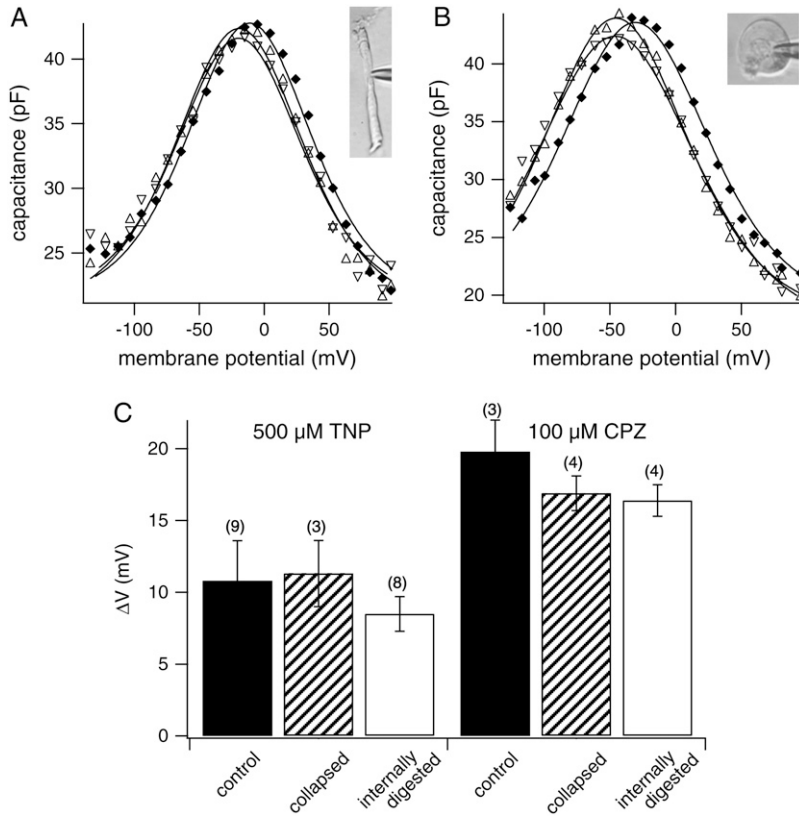 A
B
capacitance (pF)
40
35
30
25
-100
-50
0
50
membrane potential (mV)
capacitance (pF)
40
35
30
25
20
-100
-50
0
50
membrane potential (mV)
C
500 µM TNP
100 µM CPZ
ΔV (mV)
20
15
10
5
0
(9)
(3)
(8)
(3)
(4)
(4)
control
collapsed
internally
digested
control
collapsed
internally
digested